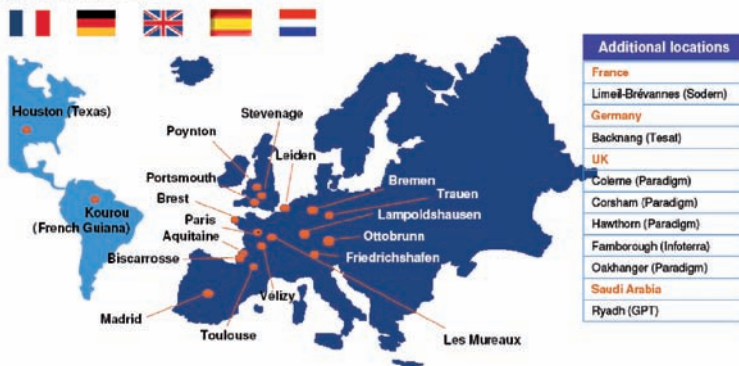 Houston (Texas)
Kourou
(French Guiana)
Stevenage
Poynton
Leiden
Portsmouth
Brest
Paris
Aquitaine
Biscarrosse
Madrid
Toulouse
Vélizy
Les Mureaux
Bremen
Trauen
Lampoldshausen
Ottobrunn
Friedrichshafen
Additional locations
France
Limeil-Brévannes (Sodern)
Germany
Backnang (Tesat)
UK
Colerne (Paradigm)
Corsham (Paradigm)
Hawthorn (Paradigm)
Farnborough (Infoterra)
Oakhanger (Paradigm)
Saudi Arabia
Ryadh (GPT)